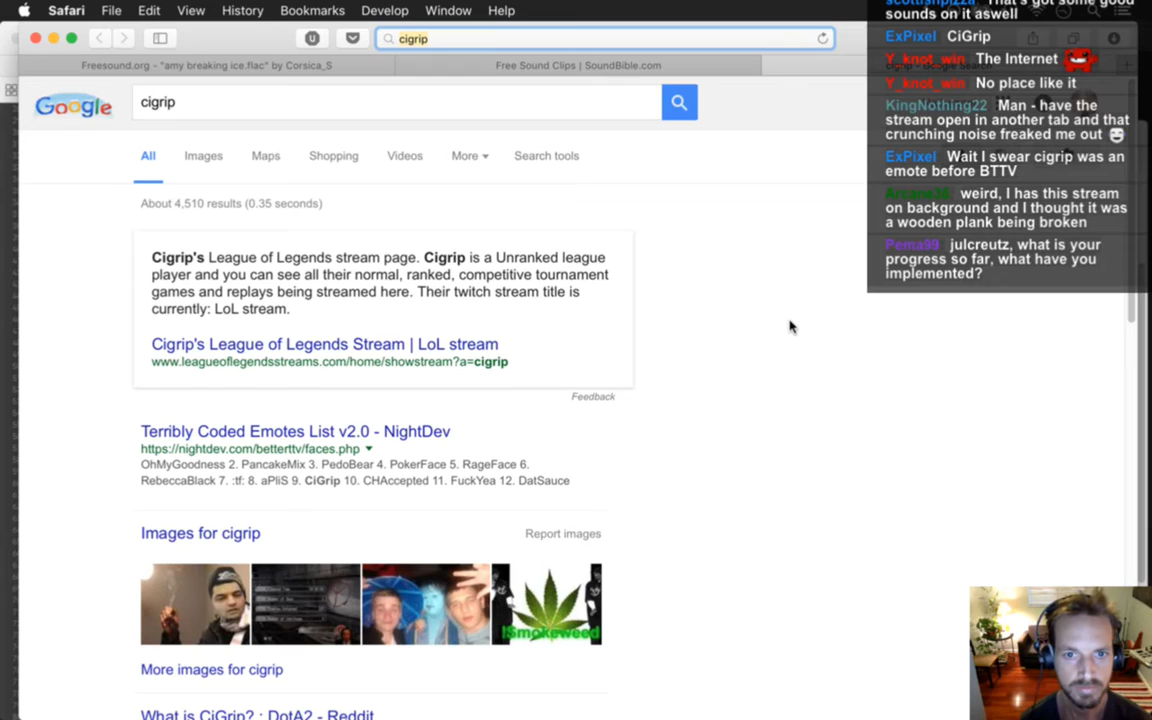 Safari File Edit View History Bookmarks Develop Window Help
cigrip
Freesound.org - "amy breaking ice.flac" by Corsica_S
Free Sound Clips | SoundBible.com
Google
cigrip
All Images Maps Shopping Videos More Search tools
About 4,510 results (0.35 seconds)
Cigrip's League of Legends stream page. Cigrip is a Unranked league
player and you can see all their normal, ranked, competitive tournament
games and replays being streamed here. Their twitch stream title is
currently: LoL stream.
Cigrip's League of Legends Stream | LoL stream
www.leagueoflegendsstreams.com/home/showstream?a=cigrip
Feedback
Terribly Coded Emotes List v2.0 - NightDev
https://nightdev.com/betterttv/faces.php
OhMyGoodness 2. PancakeMix 3. PedoBear 4. PokerFace 5. RageFace 6.
RebeccaBlack 7. :tf: 8. aPliS 9. CiGrip 10. CHAccepted 11. FuckYea 12. DatSauce
Images for cigrip
Report images
ISmokeweed
More images for cigrip
What is CiGrip? : DotA2 - Reddit
scottishpizza That's got some good
sounds on it aswell
ExPixel CiGrip
Y_knot_win The Internet
Y_knot_win No place like it
KingNothing22 Man - have the
stream open in another tab and that
crunching noise freaked me out
ExPixel Wait I swear cigrip was an
emote before BTTV
weird, I has this stream
on background and I thought it was
a wooden plank being broken
Pema99 julcreutz, what is your
progress so far, what have you
implemented?